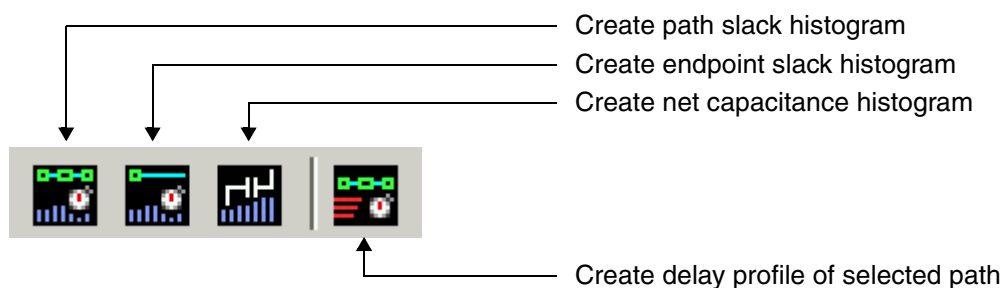 Create path slack histogram
Create endpoint slack histogram
Create net capacitance histogram
Create delay profile of selected path